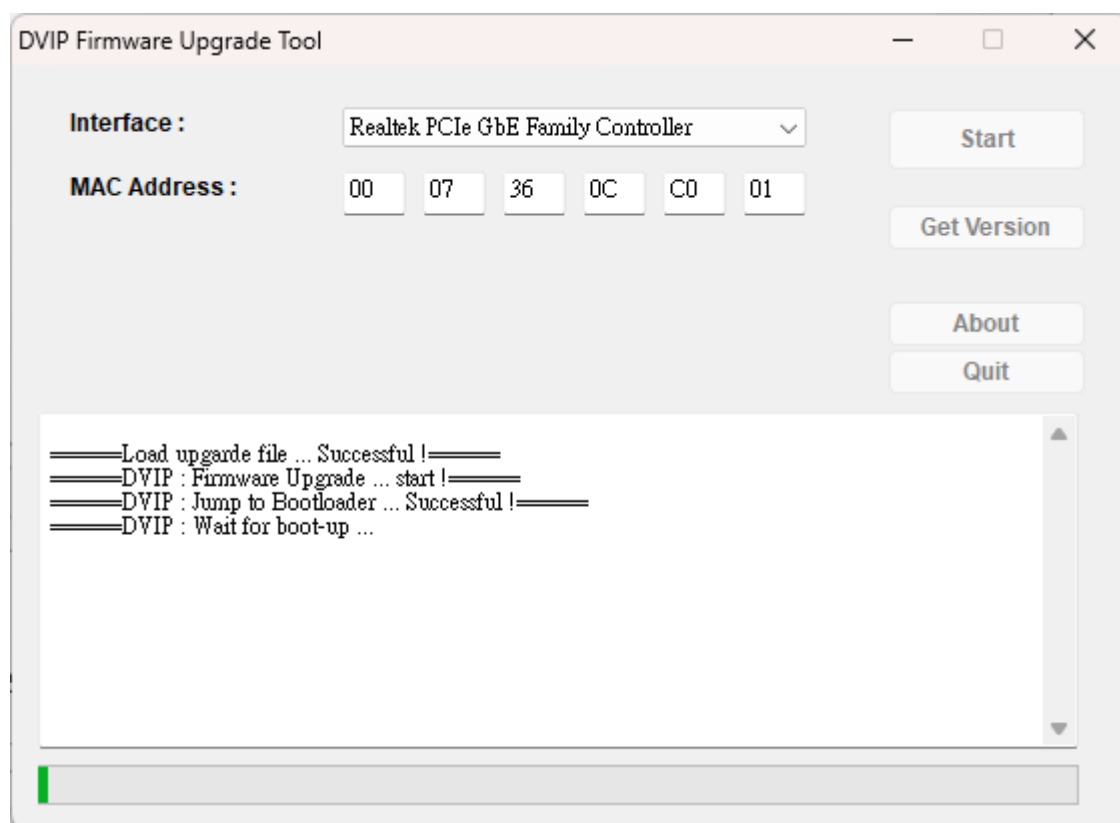 DVIP Firmware Upgrade Tool
Interface :
Realtek PCIe GbE Family Controller
Start
MAC Address :
00 07 36 0C C0 01
Get Version
About
Quit
=====Load upgarde file ... Successful !=====
=====DVIP : Firmware Upgrade ... start !=====
=====DVIP : Jump to Bootloader ... Successful !=====
=====DVIP : Wait for boot-up ...